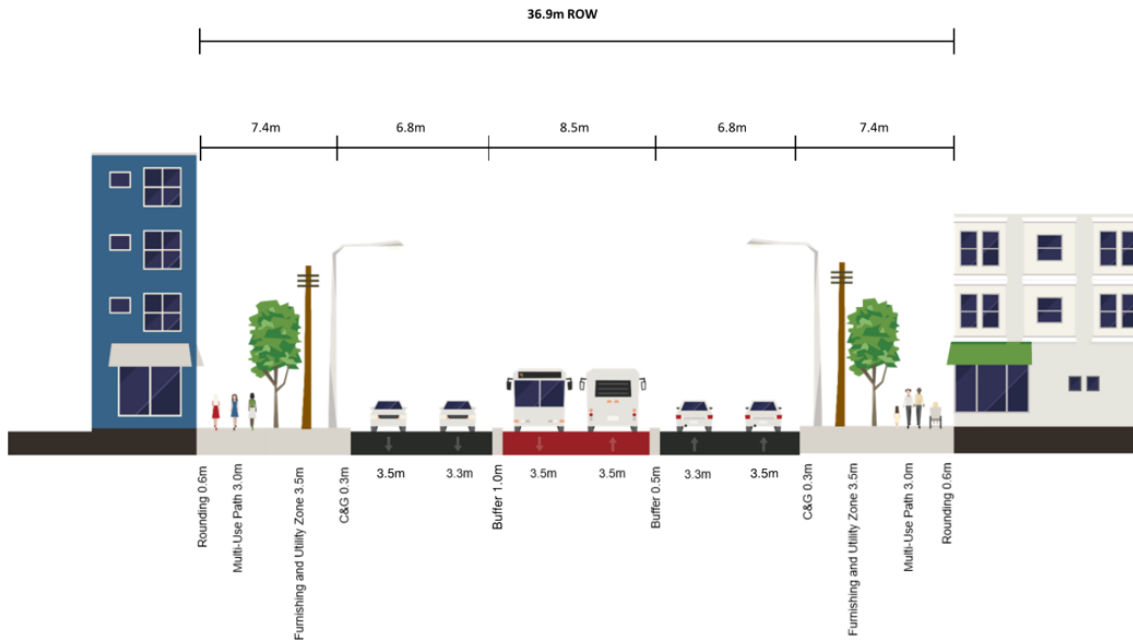 36.9m ROW
7.4m
6.8m
8.5m
6.8m
7.4m
3.5m
3.3m
3.5m
3.5m
3.3m
3.5m
Rounding 0.6m
Multi-Use Path 3.0m
Furnishing and Utility Zone 3.5m
C&G 0.3m
Buffer 1.0m
Buffer 0.5m
C&G 0.3m
Furnishing and Utility Zone 3.5m
Multi-Use Path 3.0m
Rounding 0.6m